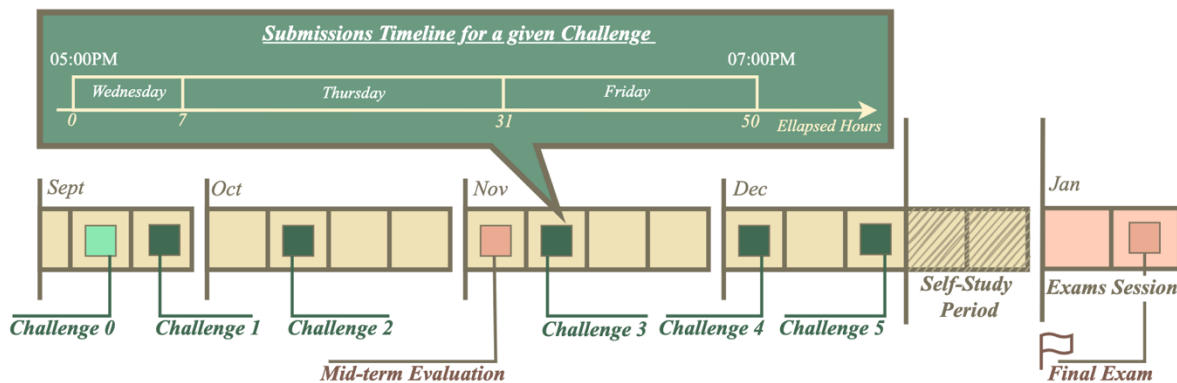 Submissions Timeline for a given Challenge
05:00PM
07:00PM
Wednesday
Thursday
Friday
0
7
31
50
Ellapsed Hours
Sept
Oct
Nov
Dec
Jan
Self-Study
Period
Exams Session
Challenge 0
Challenge 1
Challenge 2
Challenge 3
Challenge 4
Challenge 5
Mid-term Evaluation
Final Exam